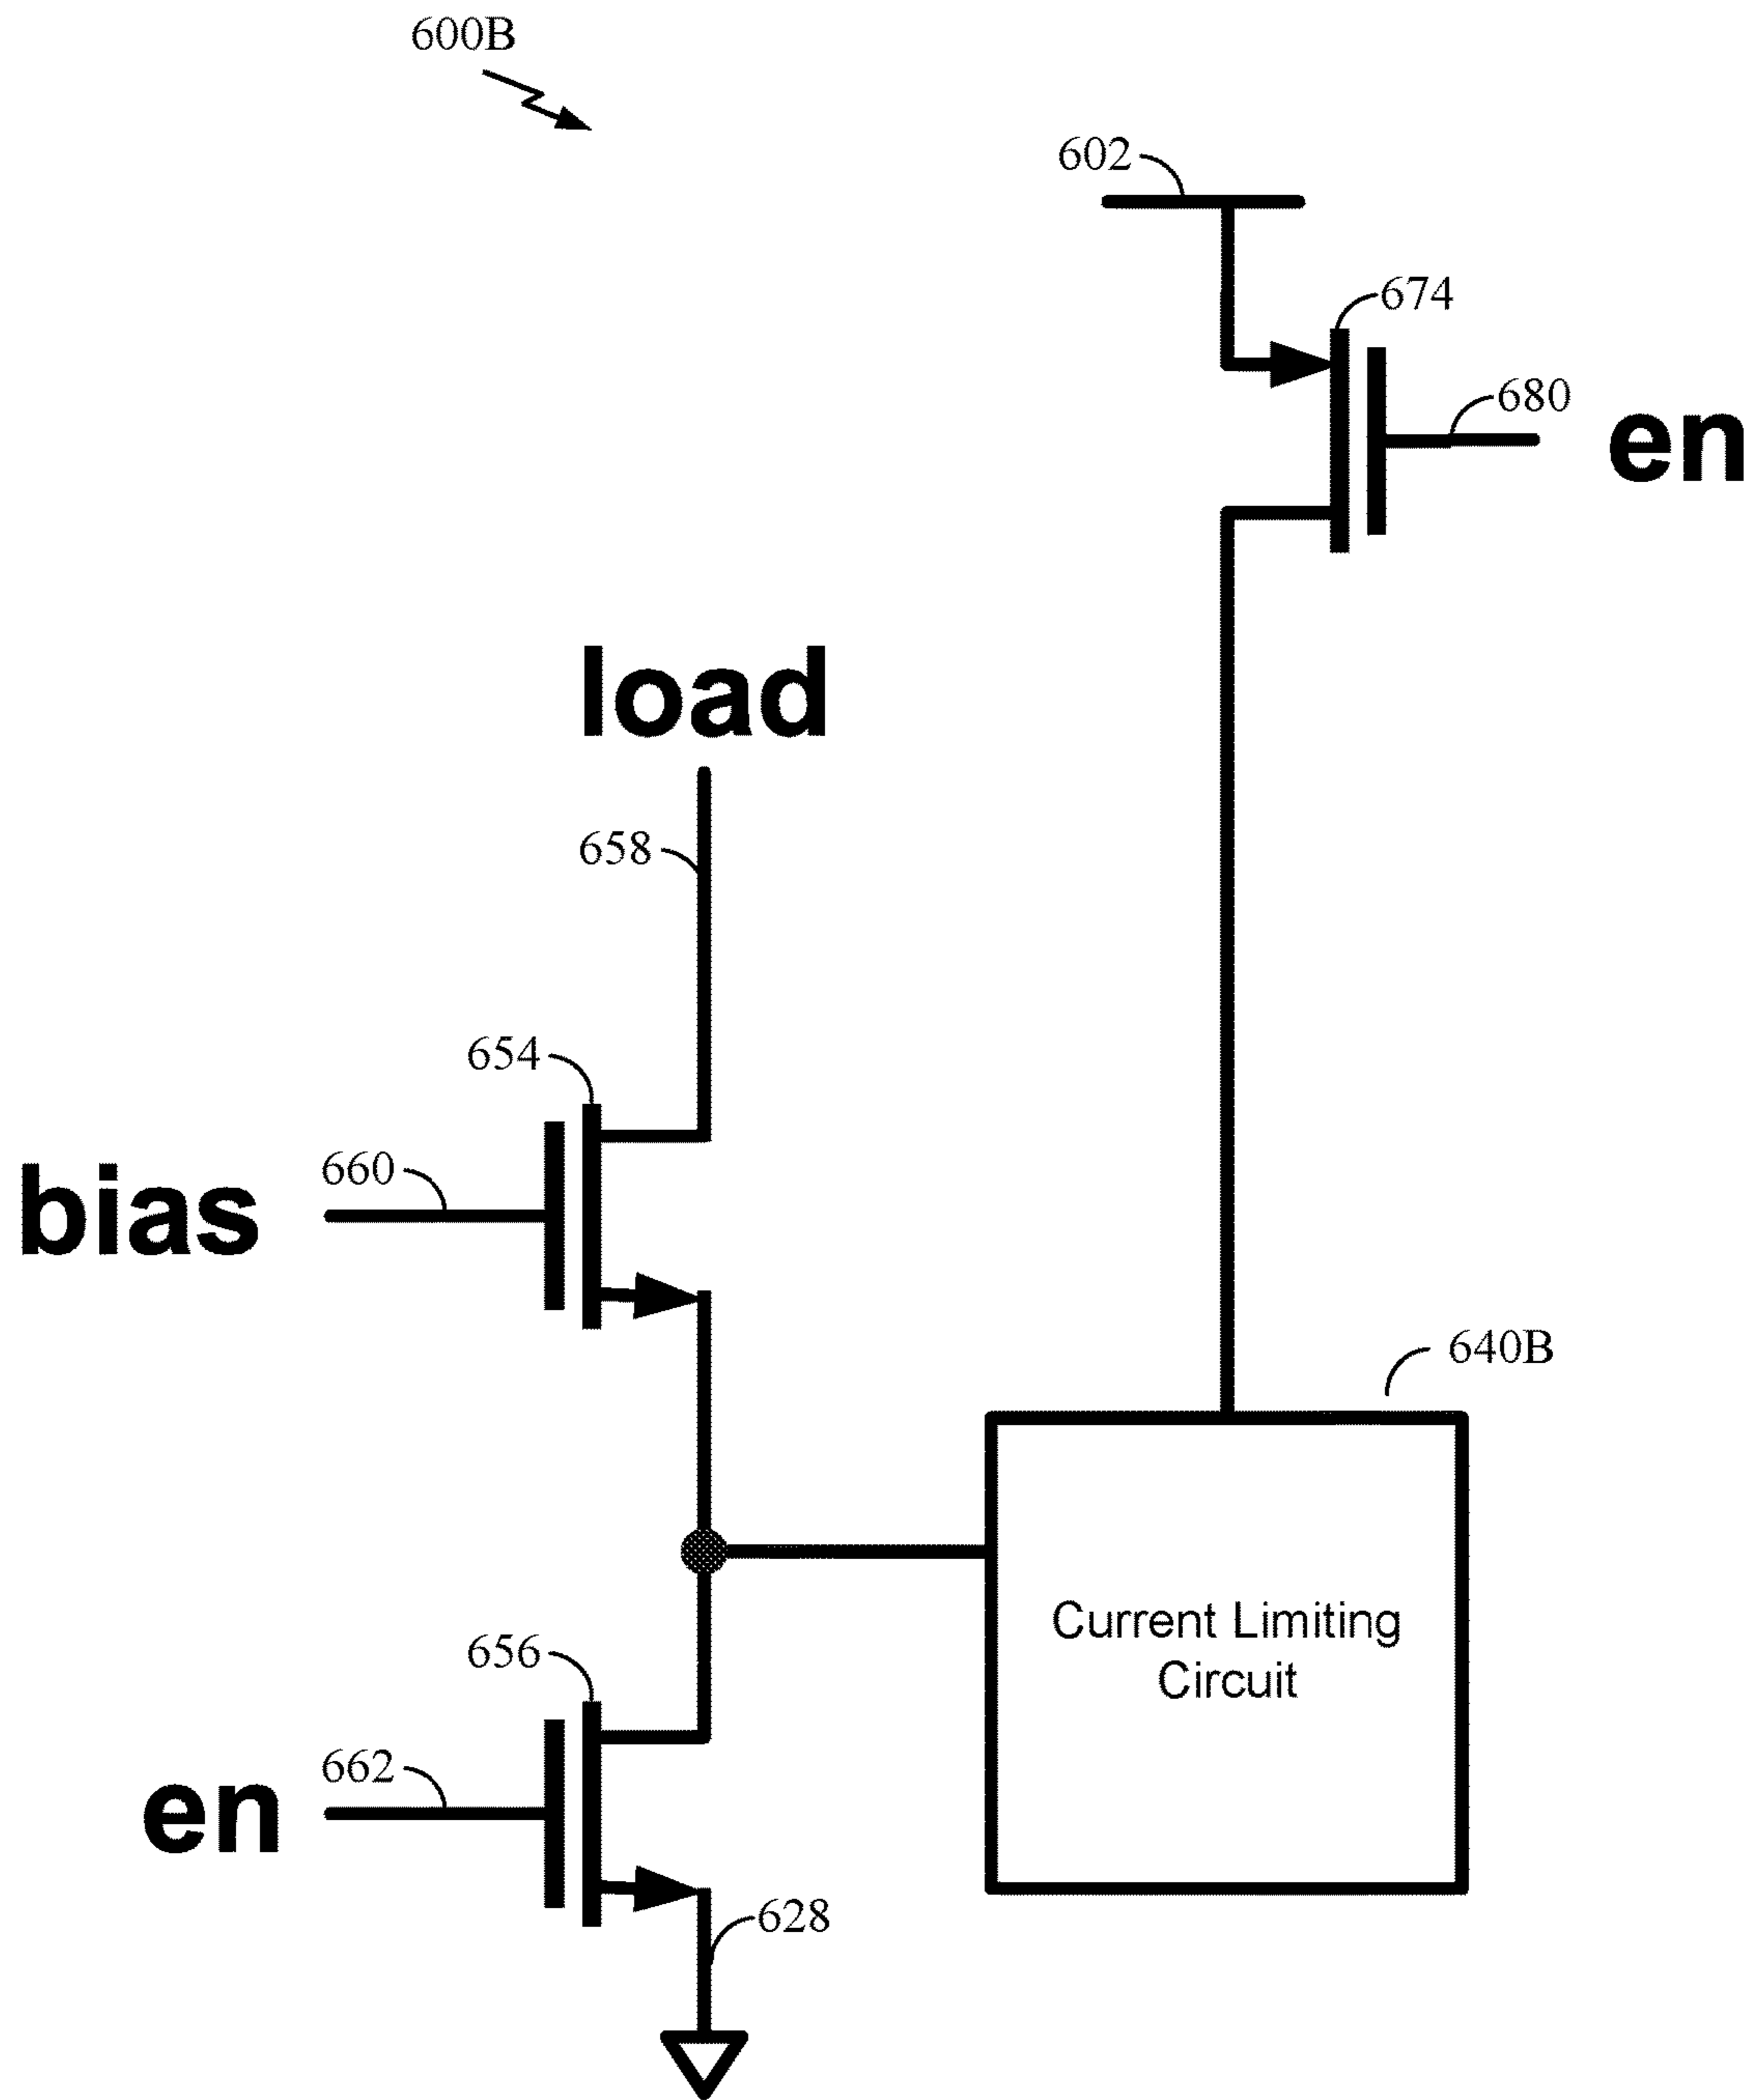 600B
602
674
680
en
load
658
654
bias
660
640B
Current Limiting
Circuit
656
en
662
628